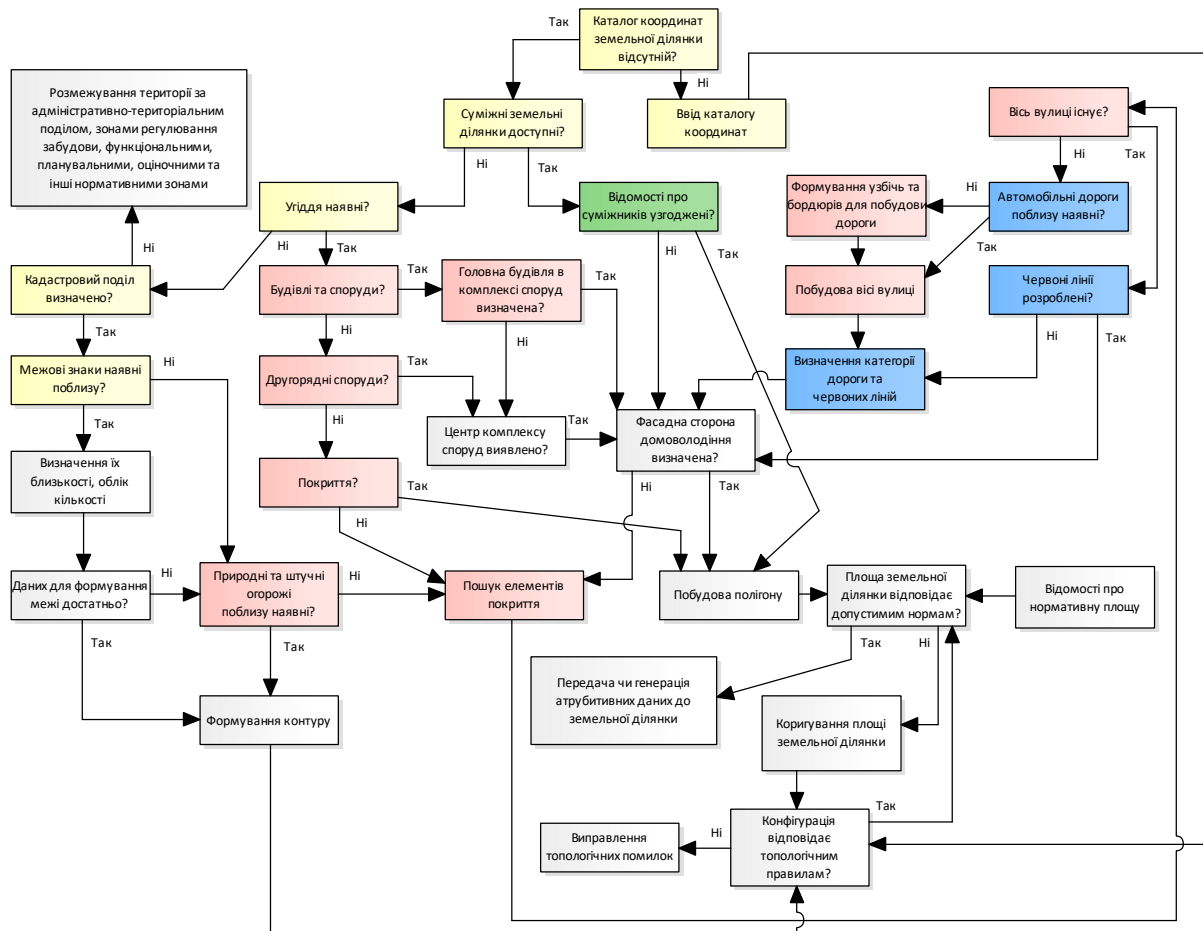 Каталог координат
земельної ділянки
відсутній?
Так
Ні
Розмежування території за
адміністративно-територіальним
поділом, зонами регулювання
забудови, функціональними,
планувальними, оціночними та
інші нормативними зонами
Суміжні земельні
ділянки доступні?
Ввід каталогу
координат
Вісь вулиці існує?
Ні
Так
Ні
Так
Угіддя наявні?
Відомості про
суміжників узгоджені?
Формування узбіч та
бордюрів для побудови
дороги
Ні
Автомобільні дороги
поблизу наявні?
Так
Ні
Ні
Так
Ні
Так
Кадастровий поділ
визначено?
Будівлі та споруди?
Так
Головна будівля в
комплексі споруд
визначена?
Так
Побудова вісі вулиці
Червоні лінії
розроблені?
Так
Ні
Ні
Ні
Так
Межові знаки наявні
поблизу?
Ні
Другорядні споруди?
Так
Визначення категорії
дороги та
червоних ліній
Так
Ні
Центр комплексу
споруд виявлено?
Так
Фасадна сторона
домоволодіння
визначена?
Визначення їх
близькості, облік
кількості
Покриття?
Так
Ні
Ні
Так
Даних для формування
межі достатньо?
Ні
Природні та штучні
огорожі
поблизу наявні?
Ні
Пошук елементів
покриття
Побудова полігону
Площа земельної
ділянки відповідає
допустимим нормам?
Відомості про
нормативну площу
Так
Так
Так
Ні
Передача чи генерація
атрубитивних даних до
земельної ділянки
Формування контуру
Коригування площі
земельної ділянки
Виправлення
топологічних помилок
Ні
Конфігурація
відповідає
топологічним
правилам?
Так